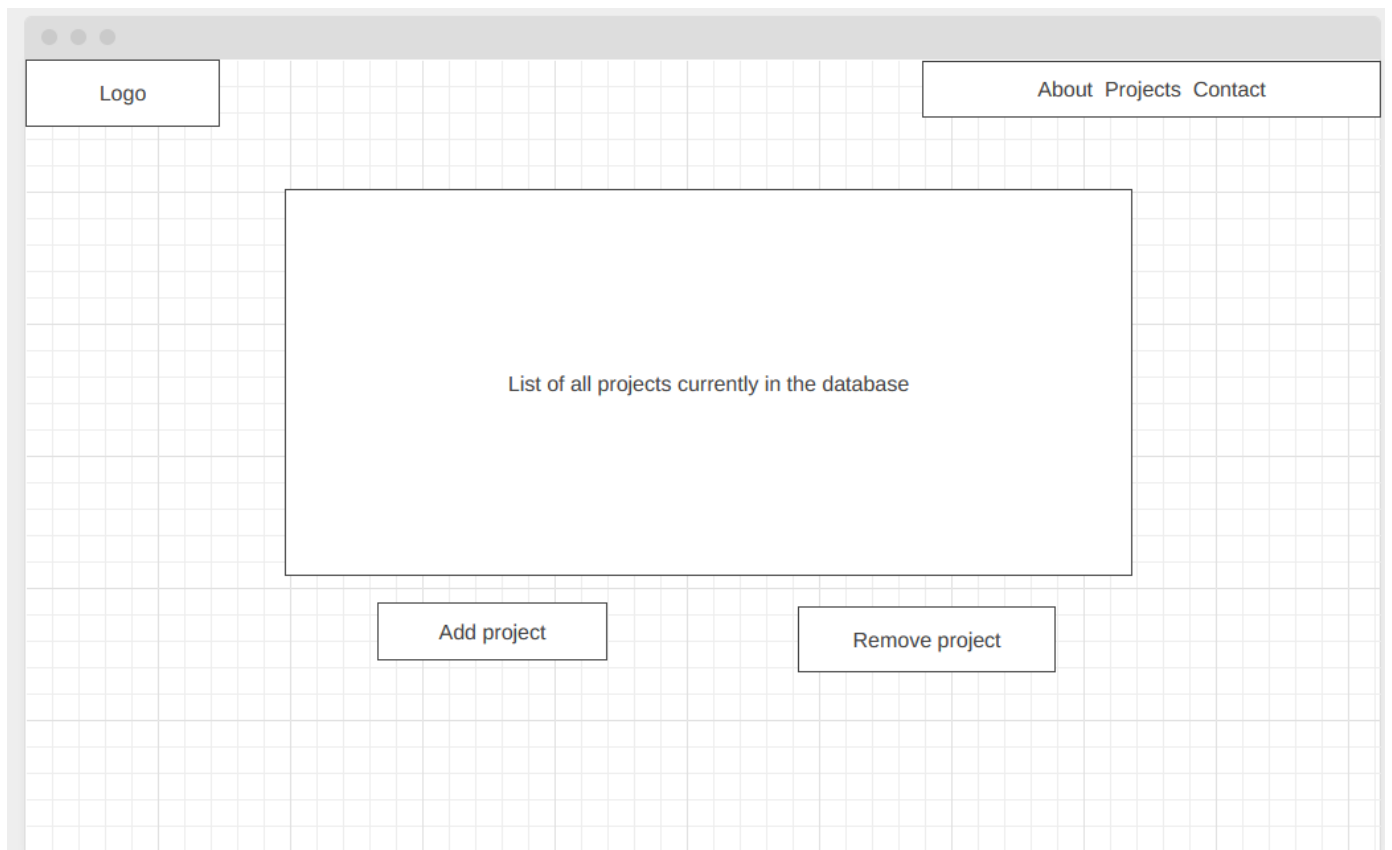 Logo
About Projects Contact
List of all projects currently in the database
Add project
Remove project